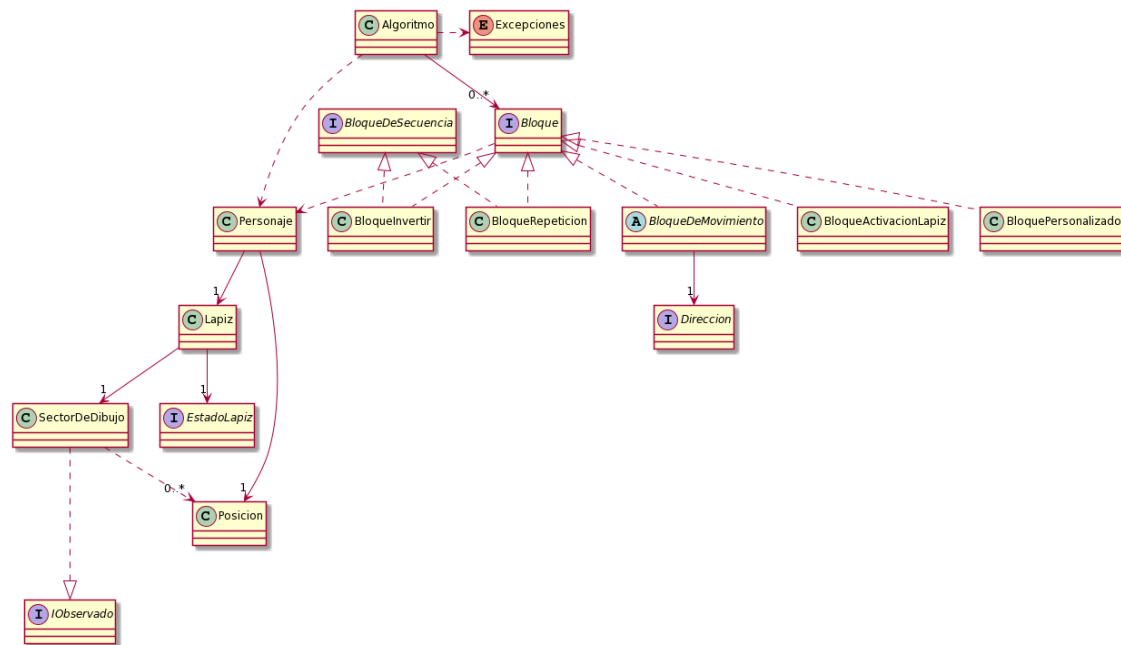 C Algoritmo
E Excepciones
0..*
I BloqueDeSecuencia
I Bloque
C Personaje
C BloqueInvertir
C BloqueRepeticion
A BloqueDeMovimiento
C BloqueActivacionLapiz
C BloquePersonalizado
1
1
C Lapiz
I Direccion
1
1
C SectorDeDibujo
I EstadoLapiz
0..*
1
C Posicion
I IObservado